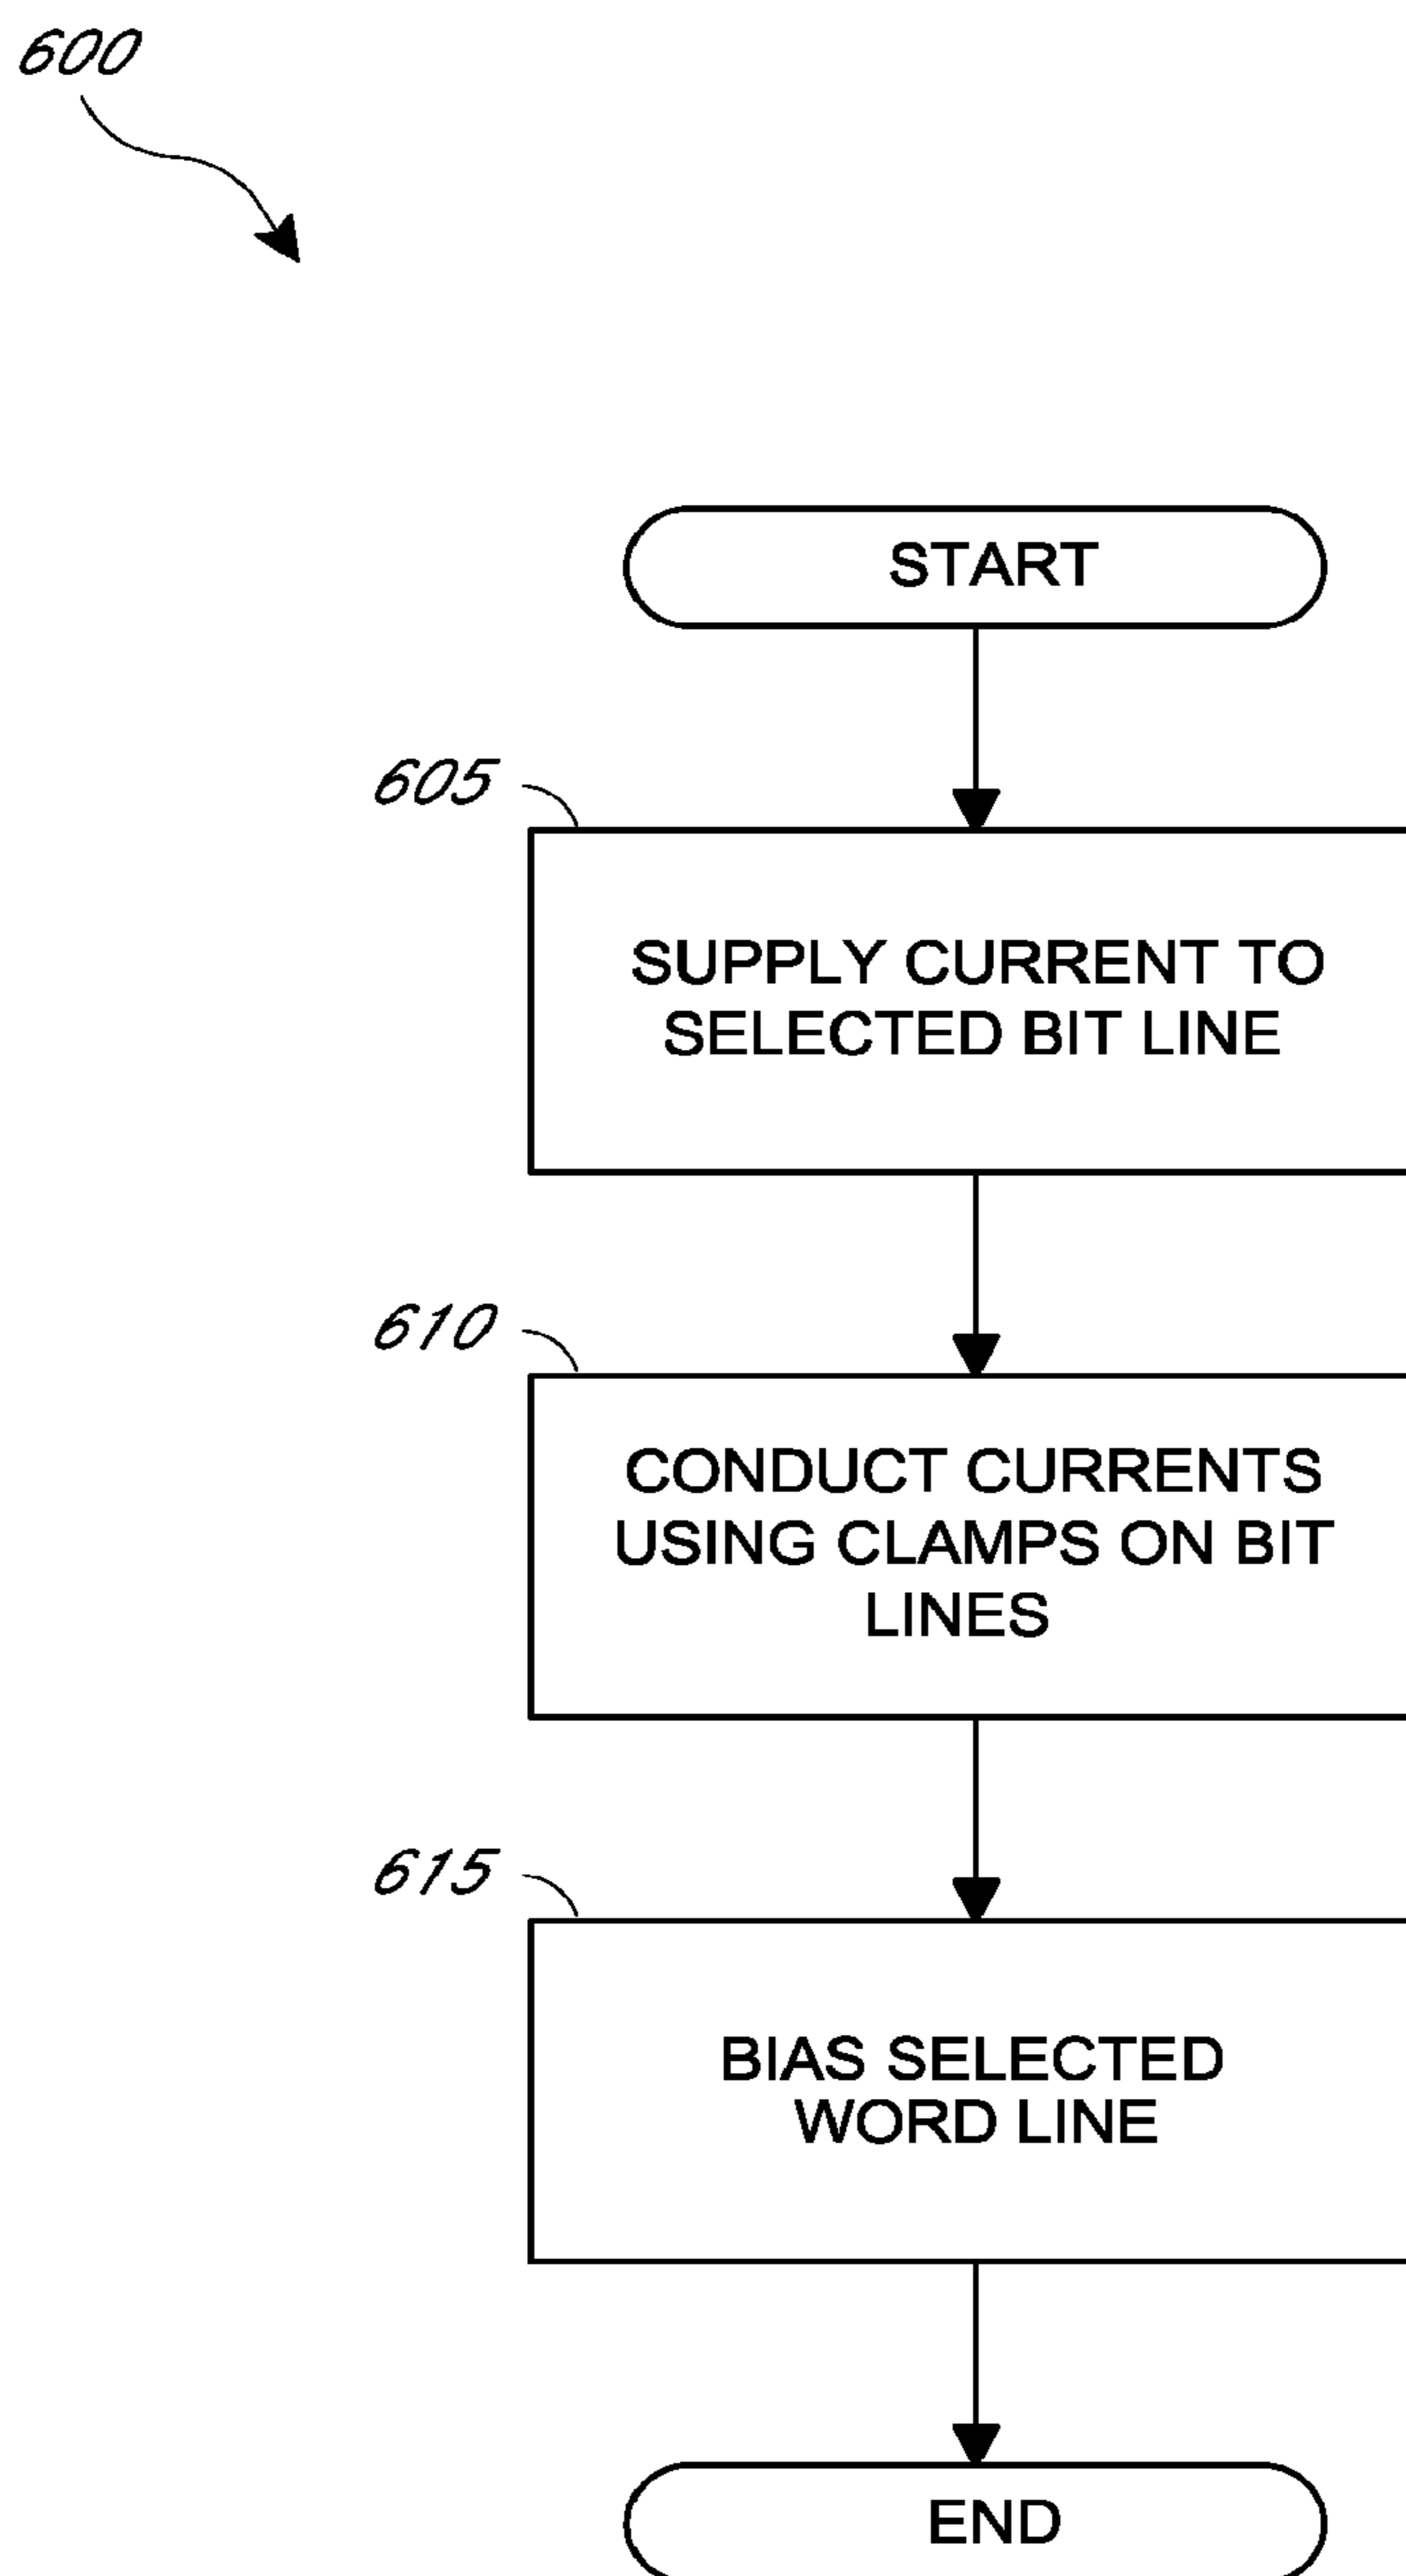 600
START
605
SUPPLY CURRENT TO
SELECTED BIT LINE
610
CONDUCT CURRENTS
USING CLAMPS ON BIT
LINES
615
BIAS SELECTED
WORD LINE
END